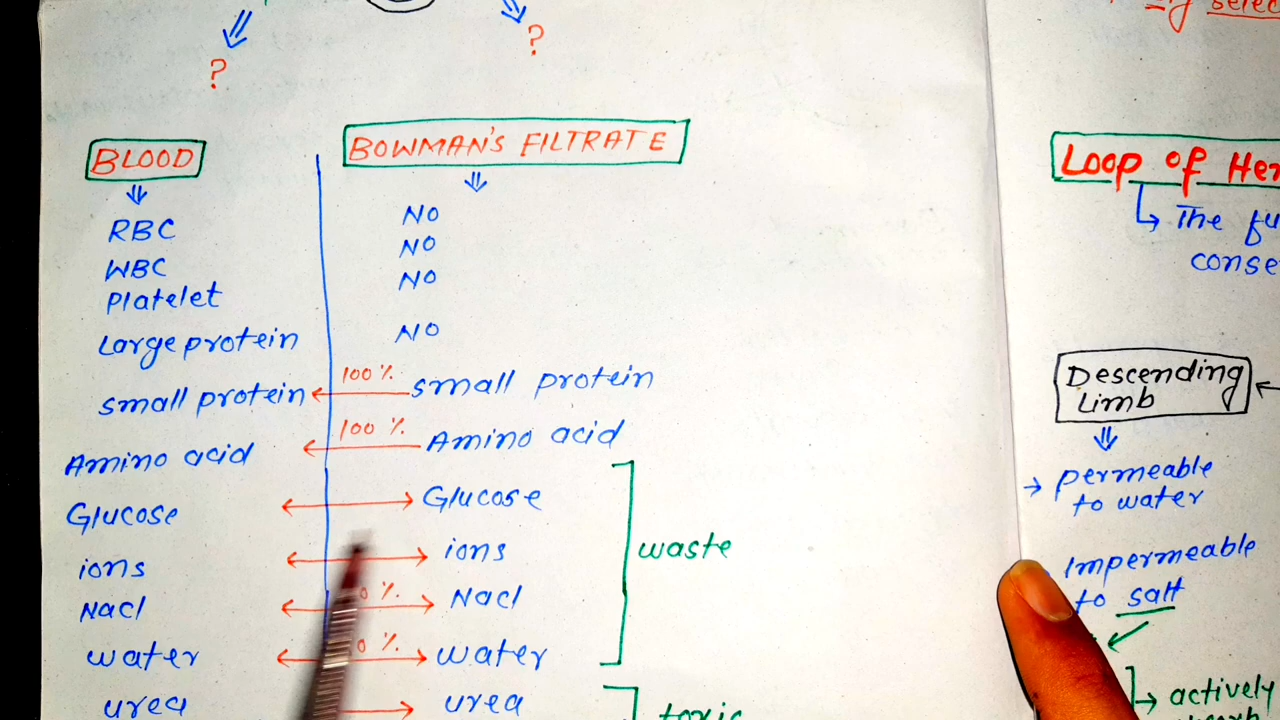 ?
?
BLOOD
BOWMAN'S FILTRATE
RBC
NO
WBC
NO
Platelet
NO
Large protein
NO
small protein
100 %
small protein
Amino acid
100 %
Amino acid
Glucose
Glucose
ions
ions
Nacl
Nacl
water
water
urea
urea
waste
toxic
Loop of
The
Descending
Limb
permeable
to water
Impermeable
to salt
actively